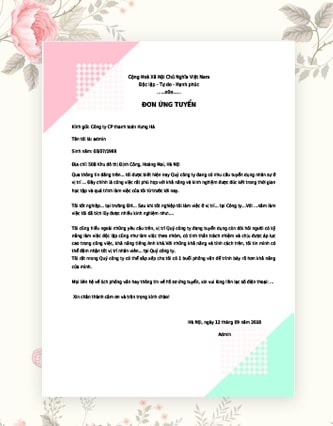 Cộng Hoà Xã Nội Chủ Nghĩa Việt Nam
Độc lập - Tự do - Hạnh phúc
.....o0o.....
ĐƠN ỨNG TUYỂN
Kính gửi: Công ty CP thanh toán Hưng Hà
Tên tôi là: admin
Sinh năm: 03/07/1988
Địa chỉ: 50B khu đô thị Định Công, Hoàng Mai, Hà Nội
Qua thông tin đăng trên... tôi được biết hiện nay Quý công ty đang có nhu cầu tuyển dụng nhân sự ở
vị trí ... Đây chính là công việc rất phù hợp với khả năng và kinh nghiệm được đúc kết trong thời gian
học tập và quá trình làm việc của tôi từ trước tới nay.
Tôi tốt nghiệp... tại trường ĐH... Sau khi tốt nghiệp tôi làm việc ở vị trí... tại Công ty...Với ...năm làm
việc tôi đã tích lũy được nhiều kinh nghiệm như:....
Tôi cũng hiểu ngoài những yêu cầu trên, vị trí Quý công ty đang tuyển dụng cần đòi hỏi người có kỹ
năng làm việc độc lập cũng như làm việc theo nhóm, có tinh thần trách nhiệm và chịu được áp lực
cao trong công việc, khả năng tiếng Anh khá.Với những khả năng và tính cách trên, tôi tin mình có
thể đảm nhận tốt vị trí nhân viên... tại Quý công ty.
Tôi rất mong Quý công ty có thể sắp xếp cho tôi có 1 buổi phỏng vấn để trình bày rõ hơn khả năng
của mình.
Mọi liên hệ về lịch phỏng vấn hay thông tin về hồ sơ ứng tuyển, xin vui lòng liên lạc số điện thoại: ...
Xin chân thành cảm ơn và trân trọng kính chào!
Hà Nội, ngày 12 tháng 09 năm 2018
Admin